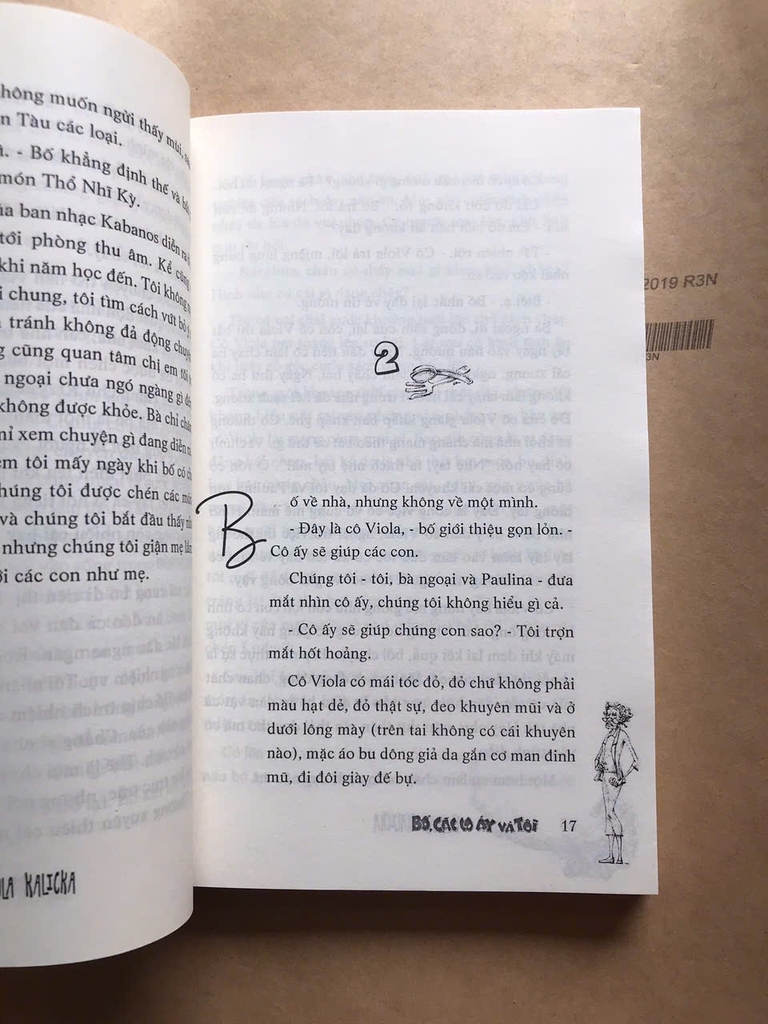 không muốn ngửi thấy mùi,
Tàu các loại.
- Bố khẳng định thế và
món Thổ Nhĩ Kỳ.
ban nhạc Kabanos diễn ra
tới phòng thu âm. Kể cũng
khi năm học đến. Tôi không
chung, tôi tìm cách vứt bỏ
tránh không đả động chuyện
cũng quan tâm chị em tôi
ngoại chưa ngó ngàng gì
không được khỏe. Bà chỉ
xem chuyện gì đang diễn
tôi mấy ngày khi bố có
chúng tôi được chén các
và chúng tôi bắt đầu thấy
nhưng chúng tôi giận mẹ
các con như mẹ.
KALICKA
2
Bố về nhà, nhưng không về một mình.
- Đây là cô Viola, - bố giới thiệu gọn lỏn. -
Cô ấy sẽ giúp các con.
Chúng tôi - tôi, bà ngoại và Paulina - đưa
mắt nhìn cô ấy, chúng tôi không hiểu gì cả.
- Cô ấy sẽ giúp chúng con sao? - Tôi trợn
mắt hốt hoảng.
Cô Viola có mái tóc đỏ, đỏ chứ không phải
màu hạt dẻ, đỏ thật sự, đeo khuyên mũi và ở
dưới lông mày (trên tai không có cái khuyên
nào), mặc áo bu dông giả da gắn cơ man đinh
mũ, đi đôi giày đế bự.
BỐ, CÁC CÔ ẤY VÀ TÔI 17
2019 R3N